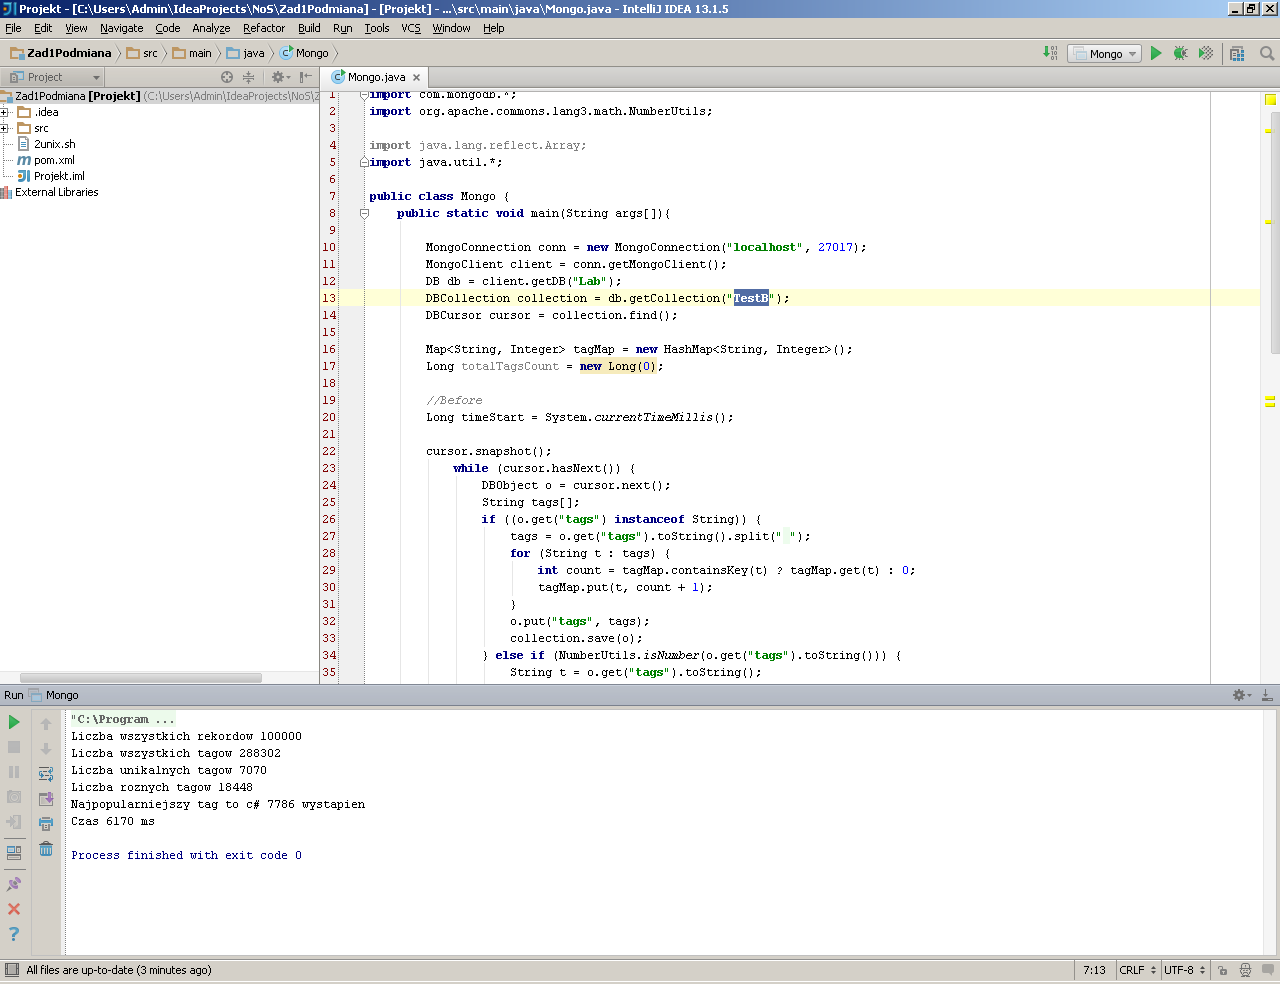 Projekt - [C:\Users\Admin\IdeaProjects\NoS\Zad1Podmiana] - [Projekt] - ...\src\main\java\Mongo.java - IntelliJ IDEA 13.1.5
File Edit View Navigate Code Analyze Refactor Build Run Tools VCS Window Help
Zad1Podmiana src main java Mongo
Mongo
Project
Mongo.java
Zad1Podmiana [Projekt] (C:\Users\Admin\IdeaProjects\NoS\Z
.idea
src
2unix.sh
pom.xml
Projekt.iml
External Libraries
1 import com.mongodb.*;
2 import org.apache.commons.lang3.math.NumberUtils;
3
4 import java.lang.reflect.Array;
5 import java.util.*;
6
7 public class Mongo {
8 public static void main(String args[]){
9
10 MongoConnection conn = new MongoConnection("localhost", 27017);
11 MongoClient client = conn.getMongoClient();
12 DB db = client.getDB("Lab");
13 DBCollection collection = db.getCollection("TestB");
14 DBCursor cursor = collection.find();
15
16 Map<String, Integer> tagMap = new HashMap<String, Integer>();
17 Long totalTagsCount = new Long(0);
18
19 //Before
20 Long timeStart = System.currentTimeMillis();
21
22 cursor.snapshot();
23 while (cursor.hasNext()) {
24 DBObject o = cursor.next();
25 String tags[];
26 if ((o.get("tags") instanceof String)) {
27 tags = o.get("tags").toString().split(" ");
28 for (String t : tags) {
29 int count = tagMap.containsKey(t) ? tagMap.get(t) : 0;
30 tagMap.put(t, count + 1);
31 }
32 o.put("tags", tags);
33 collection.save(o);
34 } else if (NumberUtils.isNumber(o.get("tags").toString())) {
35 String t = o.get("tags").toString();
Run Mongo
"C:\Program ...
Liczba wszystkich rekordow 100000
Liczba wszystkich tagow 288302
Liczba unikalnych tagow 7070
Liczba roznych tagow 18448
Najpopularniejszy tag to c# 7786 wystapien
Czas 6170 ms
Process finished with exit code 0
All files are up-to-date (3 minutes ago)
7:13 CRLF UTF-8